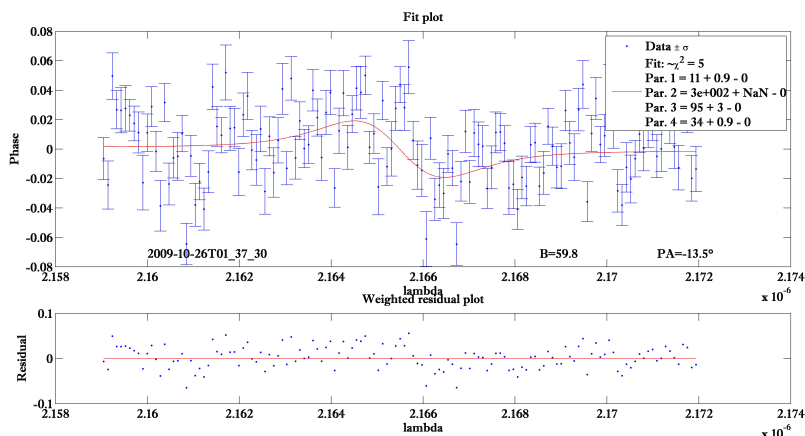 Fit plot
0.08
0.06
0.04
0.02
0
-0.02
-0.04
-0.06
-0.08
Phase
Data ± σ
Fit: ~χ² = 5
Par. 1 = 11 + 0.9 - 0
Par. 2 = 3e+002 + NaN - 0
Par. 3 = 95 + 3 - 0
Par. 4 = 34 + 0.9 - 0
2009-10-26T01_37_30 B=59.8 PA=-13.5°
2.158 2.16 2.162 2.164 2.166 2.168 2.17 2.172 2.174
lambda
x 10⁻⁶
Weighted residual plot
0.1
0
-0.1
Residual
2.158 2.16 2.162 2.164 2.166 2.168 2.17 2.172 2.174
lambda
x 10⁻⁶